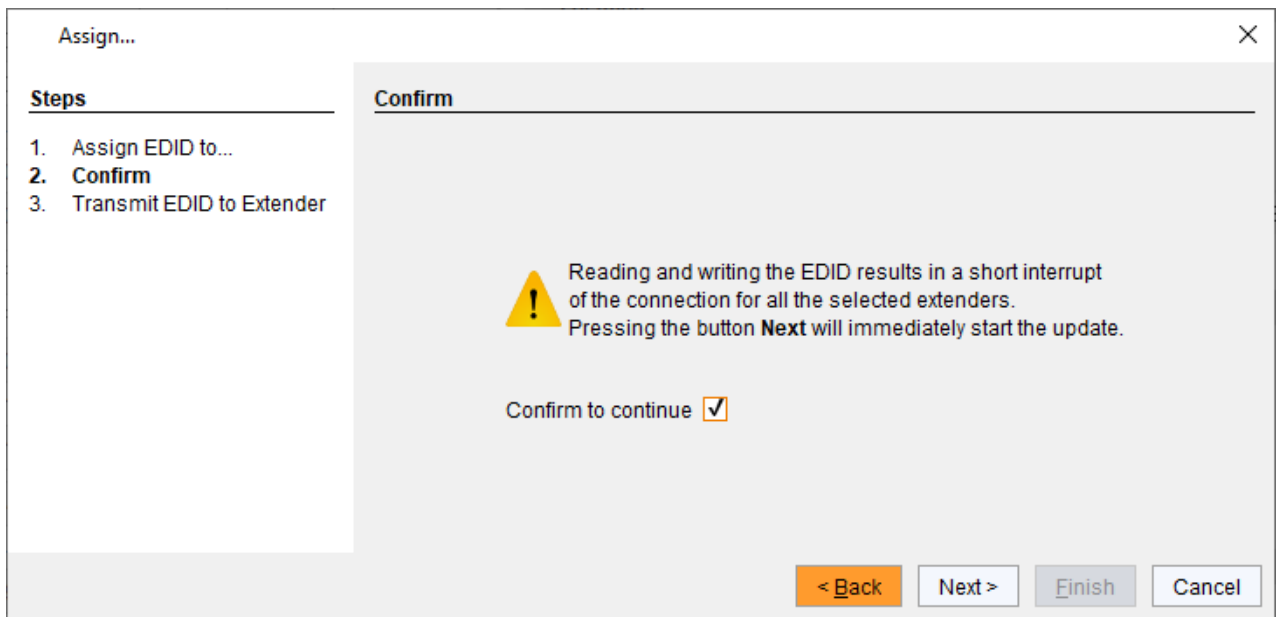 Assign...
Steps
1. Assign EDID to...
2. Confirm
3. Transmit EDID to Extender
Confirm
Reading and writing the EDID results in a short interrupt
of the connection for all the selected extenders.
Pressing the button Next will immediately start the update.
Confirm to continue
< Back
Next >
Finish
Cancel